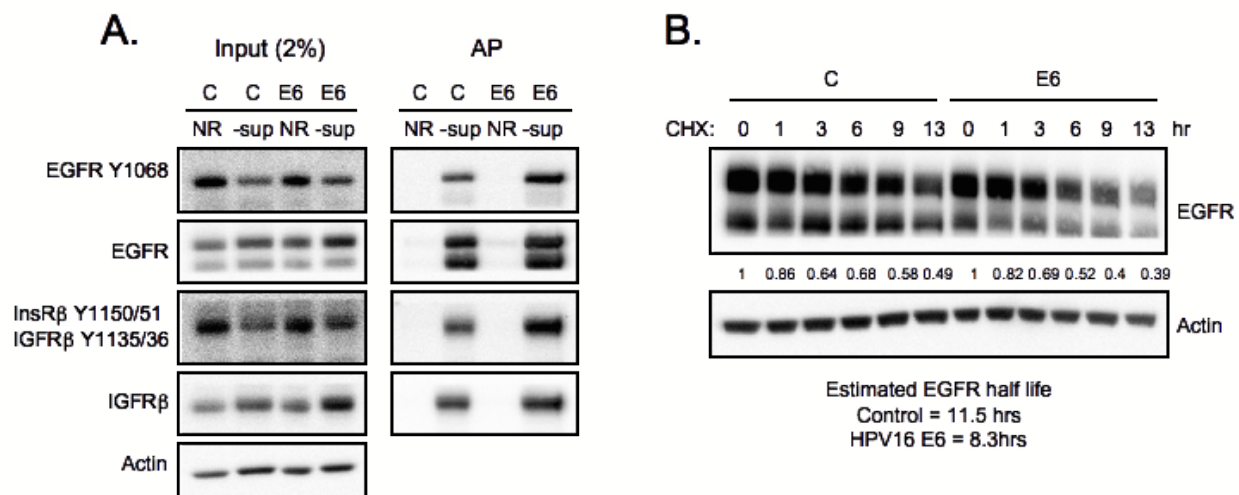 A.
Input (2%) AP
C C E6 E6 C C E6 E6
NR -sup NR -sup NR -sup NR -sup
EGFR Y1068
EGFR
InsRβ Y1150/51
IGFRβ Y1135/36
IGFRβ
Actin
B.
C E6
CHX: 0 1 3 6 9 13 0 1 3 6 9 13 hr
EGFR
1 0.86 0.64 0.68 0.58 0.49 1 0.82 0.69 0.52 0.4 0.39
Actin
Estimated EGFR half life
Control = 11.5 hrs
HPV16 E6 = 8.3hrs